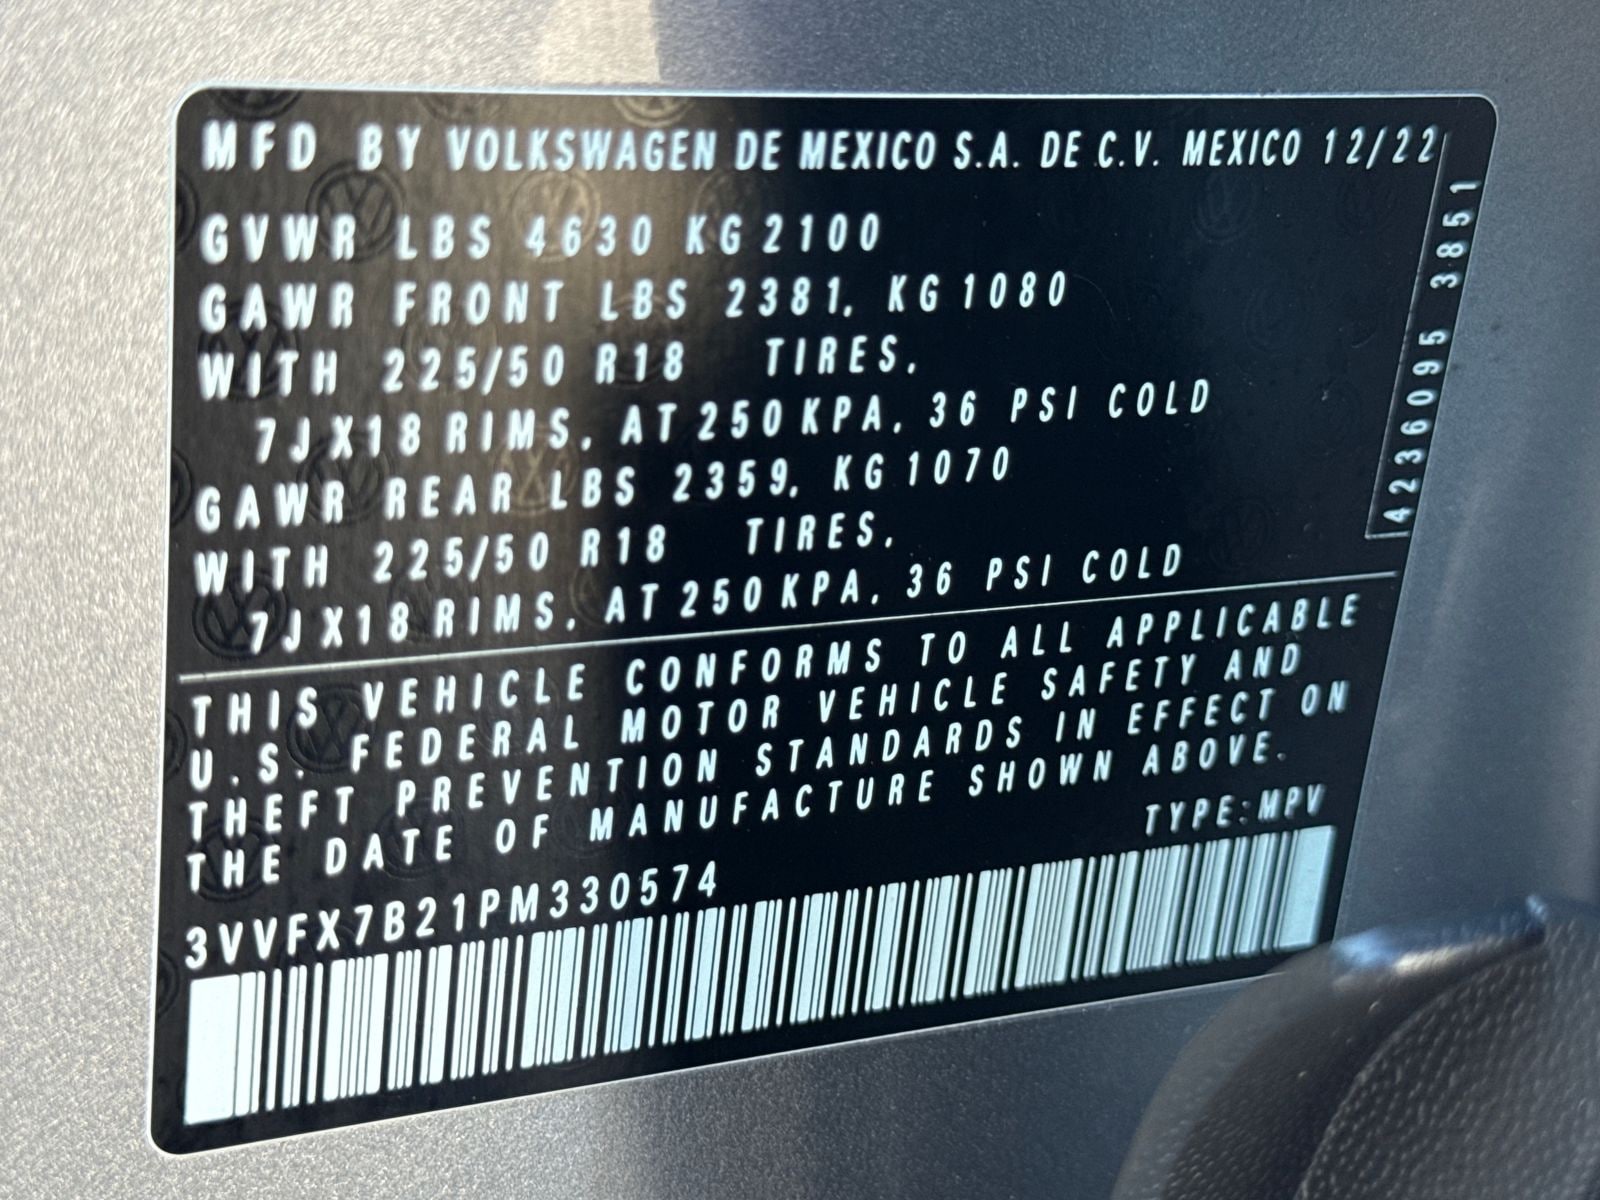 MFD BY VOLKSWAGEN DE MEXICO S.A. DE C.V. MEXICO 12/22
GVWR LBS 4630 KG 2100
GAWR FRONT LBS 2381, KG 1080
WITH 225/50 R18 TIRES,
7JX18 RIMS, AT 250 KPA, 36 PSI COLD
GAWR REAR LBS 2359, KG 1070
WITH 225/50 R18 TIRES,
7JX18 RIMS, AT 250 KPA, 36 PSI COLD
THIS VEHICLE CONFORMS TO ALL APPLICABLE
U.S. FEDERAL MOTOR VEHICLE SAFETY AND
THEFT PREVENTION STANDARDS IN EFFECT ON
THE DATE OF MANUFACTURE SHOWN ABOVE.
TYPE:MPV
3VVFX7B21PM330574
4236095 3851